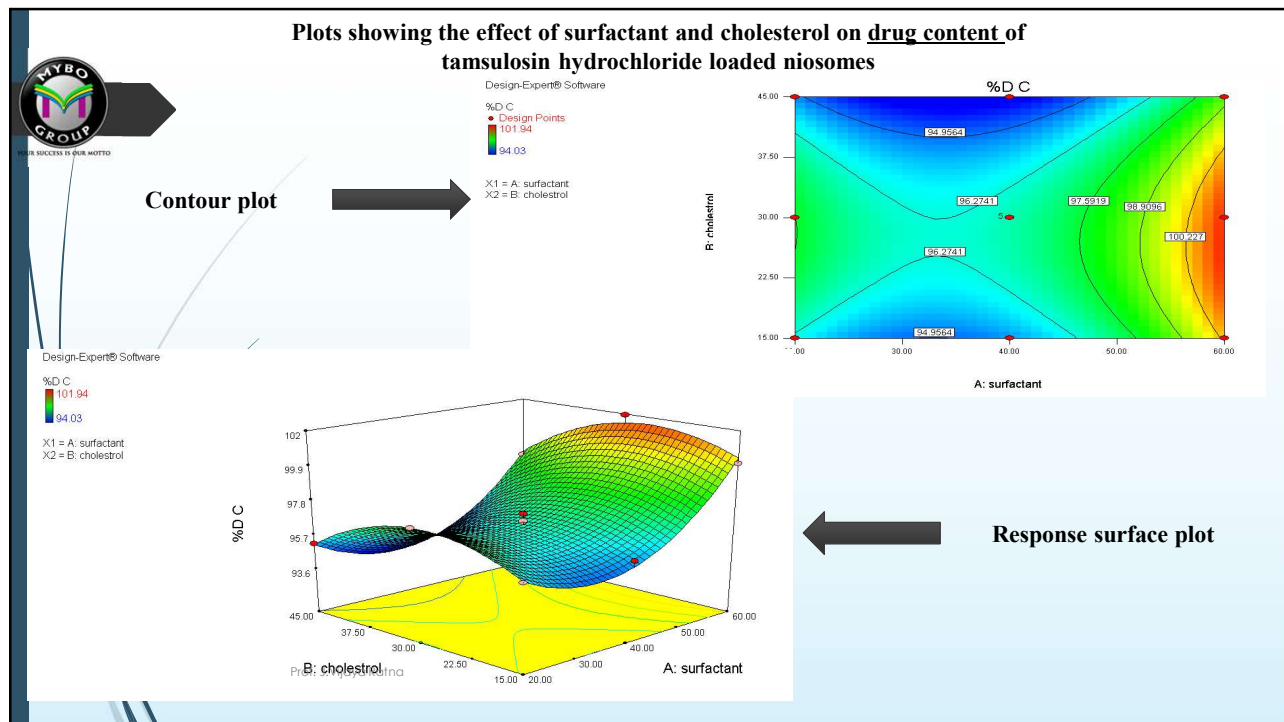 Plots showing the effect of surfactant and cholesterol on drug content of
tamsulosin hydrochloride loaded niosomes
MYBO
GROUP
YOUR SUCCESS IS OUR MOTTO
Contour plot
Design-Expert® Software
%D C
Design Points
101.94
94.03
X1 = A: surfactant
X2 = B: cholestrol
%D C
45.00
37.50
30.00
22.50
15.00
B: cholestrol
94.9564
96.2741
97.5919
98.9096
100.227
5
96.2741
94.9564
30.00
40.00
50.00
60.00
A: surfactant
Design-Expert® Software
%D C
101.94
94.03
X1 = A: surfactant
X2 = B: cholestrol
102
99.9
97.8
95.7
93.6
%D C
45.00
37.50
30.00
22.50
15.00
B: cholestrol
20.00
30.00
40.00
50.00
60.00
A: surfactant
Prof.
Response surface plot